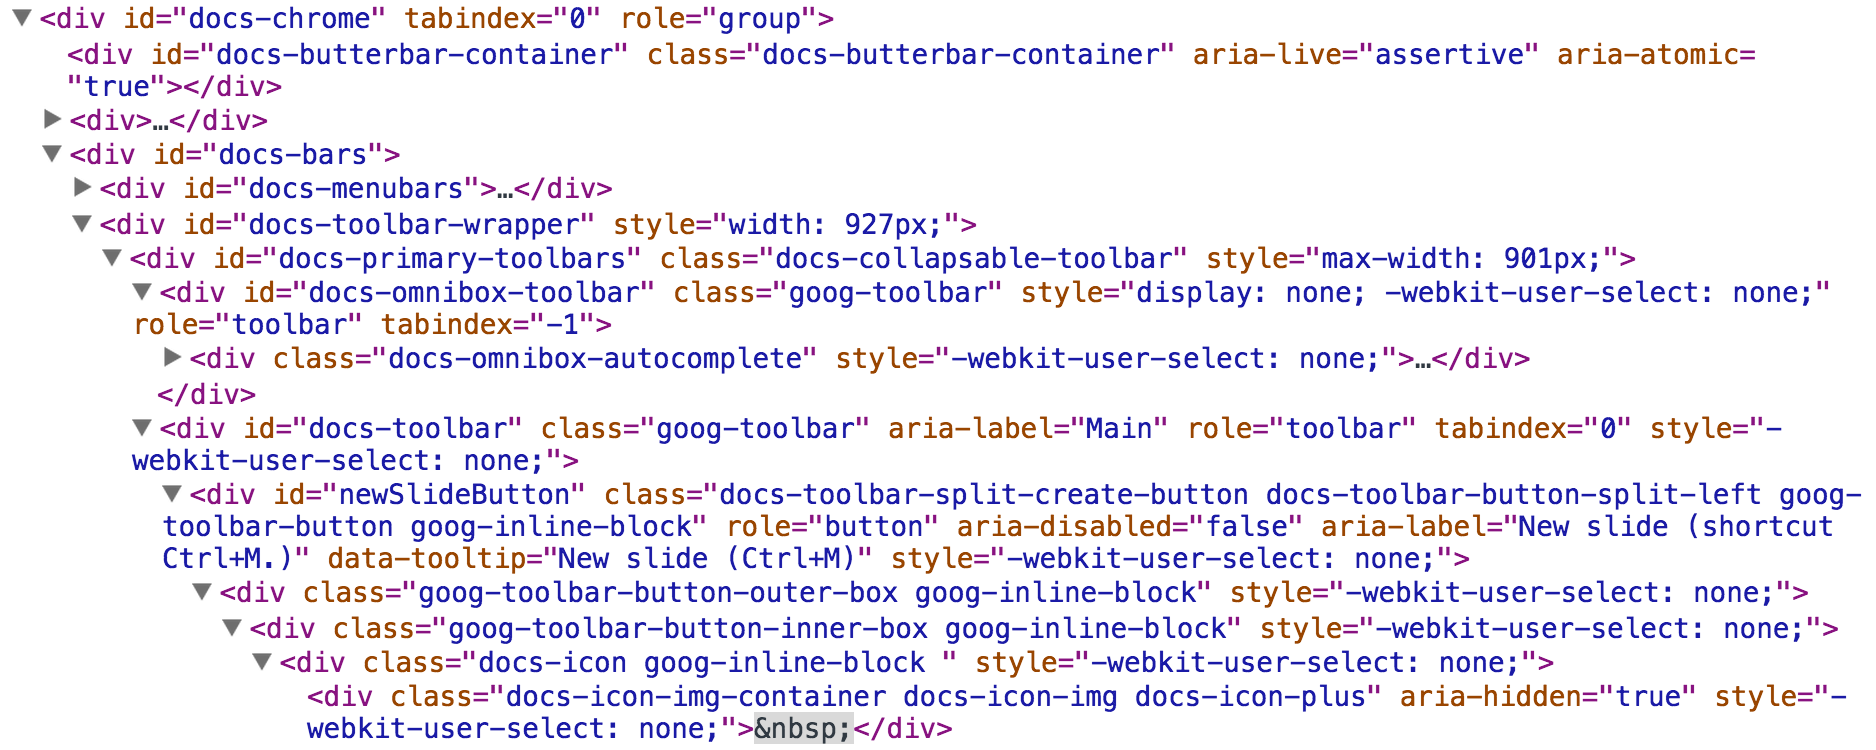 <div id="docs-chrome" tabindex="0" role="group">
<div id="docs-butterbar-container" class="docs-butterbar-container" aria-live="assertive" aria-atomic=
"true"></div>
<div>…</div>
<div id="docs-bars">
<div id="docs-menubars">…</div>
<div id="docs-toolbar-wrapper" style="width: 927px;">
<div id="docs-primary-toolbars" class="docs-collapsable-toolbar" style="max-width: 901px;">
<div id="docs-omnibox-toolbar" class="goog-toolbar" style="display: none; -webkit-user-select: none;"
role="toolbar" tabindex="-1">
<div class="docs-omnibox-autocomplete" style="-webkit-user-select: none;">…</div>
</div>
<div id="docs-toolbar" class="goog-toolbar" aria-label="Main" role="toolbar" tabindex="0" style="-
webkit-user-select: none;">
<div id="newSlideButton" class="docs-toolbar-split-create-button docs-toolbar-button-split-left goog-
toolbar-button goog-inline-block" role="button" aria-disabled="false" aria-label="New slide (shortcut
Ctrl+M.)" data-tooltip="New slide (Ctrl+M)" style="-webkit-user-select: none;">
<div class="goog-toolbar-button-outer-box goog-inline-block" style="-webkit-user-select: none;">
<div class="goog-toolbar-button-inner-box goog-inline-block" style="-webkit-user-select: none;">
<div class="docs-icon goog-inline-block " style="-webkit-user-select: none;">
<div class="docs-icon-img-container docs-icon-img docs-icon-plus" aria-hidden="true" style="-
webkit-user-select: none;">&nbsp;</div>